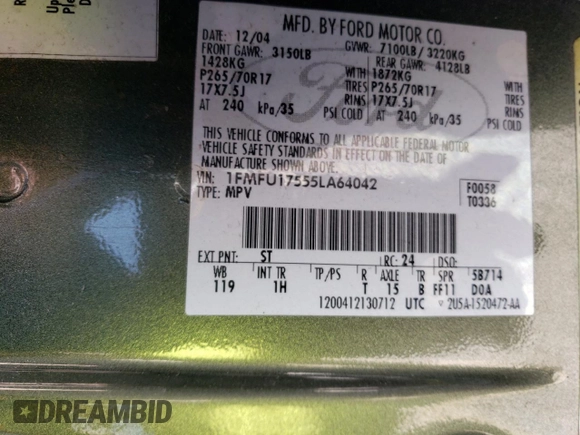 MFD. BY FORD MOTOR CO.
DATE: 12/04 GVWR: 7100LB/ 3220KG
FRONT GAWR: 3150LB REAR GAWR: 4128LB
1428KG WITH 1872KG WITH
P265/70R17 TIRES P265/70R17 TIRES
17X7.5J RIMS 17X7.5J RIMS
AT 240 kPa/35 PSI COLD AT 240 kPa/35 PSI COLD
THIS VEHICLE CONFORMS TO ALL APPLICABLE FEDERAL MOTOR
VEHICLE SAFETY STANDARDS IN EFFECT ON THE DATE OF
MANUFACTURE SHOWN ABOVE.
VIN: 1FMFU17555LA64042 F0058
TYPE: MPV T0336
EXT PNT: ST RC: 24 DSO:
WB INT TR TP/PS R AXLE TR SPR 5B714
119 1H T 15 B FF11 DOA
1200412130712 UTC 2U5A-1520472-AA
Ford
DREAMBID